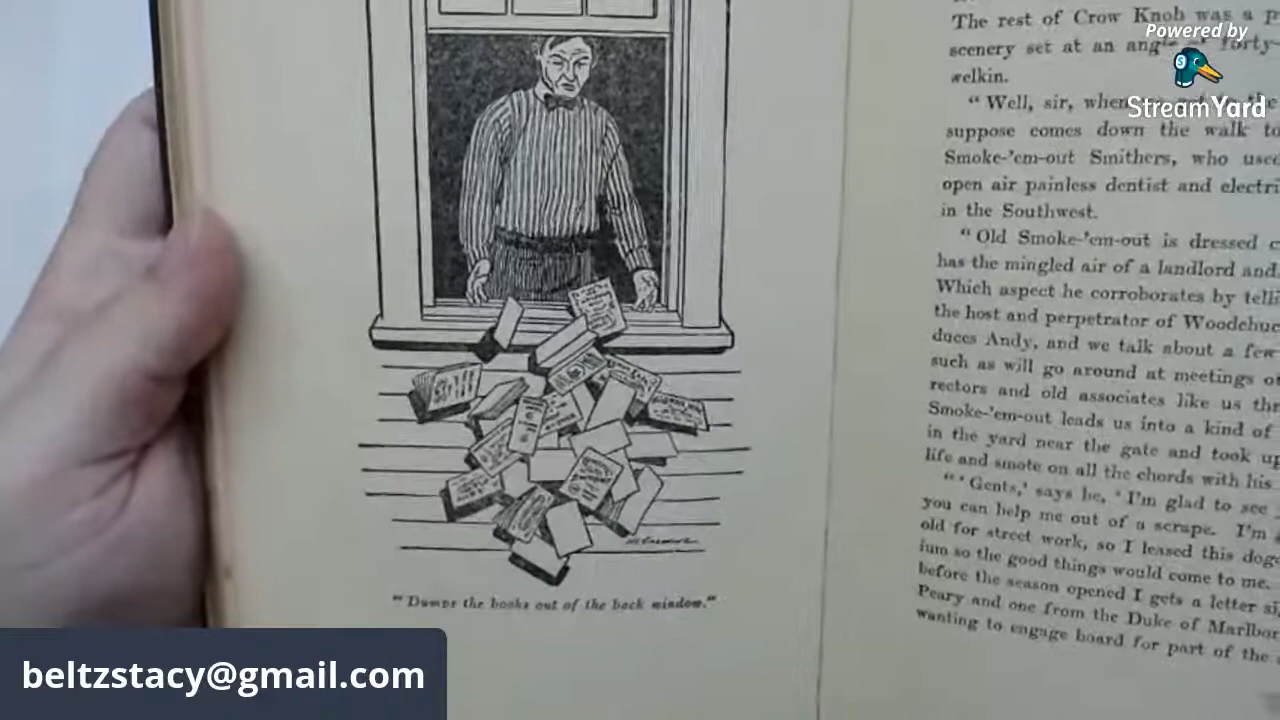 "Dumps the books out of the back window."
The rest of Crow Knob was a
scenery set at an angle of forty-
welkin.
"Well, sir, when we get to the
suppose comes down the walk to
Smoke-'em-out Smithers, who used
open air painless dentist and electri
in the Southwest.
"Old Smoke-'em-out is dressed
has the mingled air of a landlord and
Which aspect he corroborates by telli
the host and perpetrator of Woodchuc
duces Andy, and we talk about a few
such as will go around at meetings of
rectors and old associates like us thr
Smoke-'em-out leads us into a kind of
in the yard near the gate and took up
life and smote on all the chords with his
"'Gents,' says he, 'I'm glad to see
you can help me out of a scrape. I'm
old for street work, so I leased this dog
ium so the good things would come to me.
before the season opened I gets a letter si
Peary and one from the Duke of Marlbor
wanting to engage board for part of the
Powered by
StreamYard
beltzstacy@gmail.com